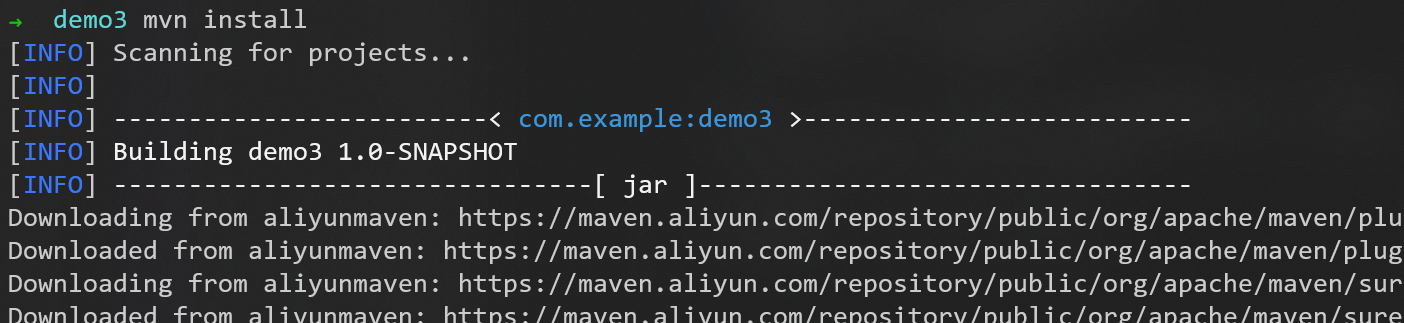 → demo3 mvn install
[INFO] Scanning for projects...
[INFO]
[INFO] -------------------------< com.example:demo3 >--------------------------
[INFO] Building demo3 1.0-SNAPSHOT
[INFO] --------------------------------[ jar ]---------------------------------
Downloading from aliyunmaven: https://maven.aliyun.com/repository/public/org/apache/maven/plu
Downloaded from aliyunmaven: https://maven.aliyun.com/repository/public/org/apache/maven/plug
Downloading from aliyunmaven: https://maven.aliyun.com/repository/public/org/apache/maven/sur
Downloaded from aliyunmaven: https://maven.aliyun.com/repository/public/org/apache/maven/sure